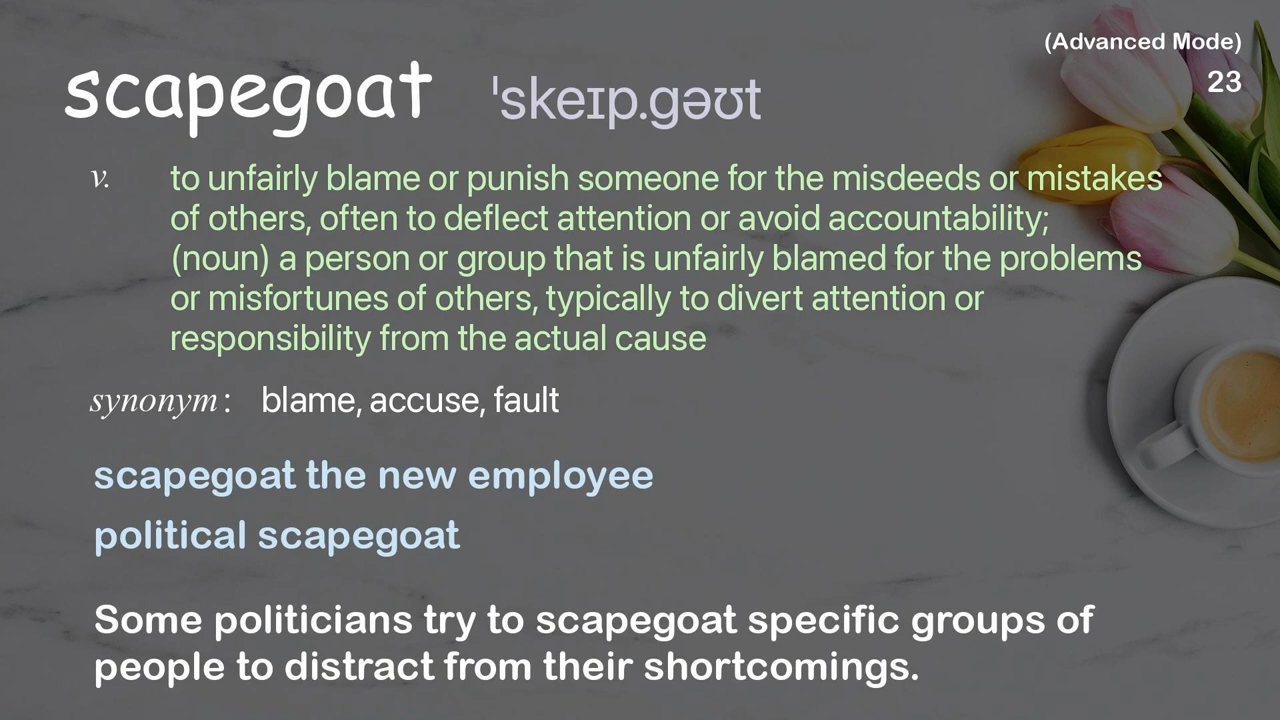 (Advanced Mode)
scapegoat ˈskeɪp.gəʊt
23
v. to unfairly blame or punish someone for the misdeeds or mistakes
of others, often to deflect attention or avoid accountability;
(noun) a person or group that is unfairly blamed for the problems
or misfortunes of others, typically to divert attention or
responsibility from the actual cause
synonym : blame, accuse, fault
scapegoat the new employee
political scapegoat
Some politicians try to scapegoat specific groups of
people to distract from their shortcomings.